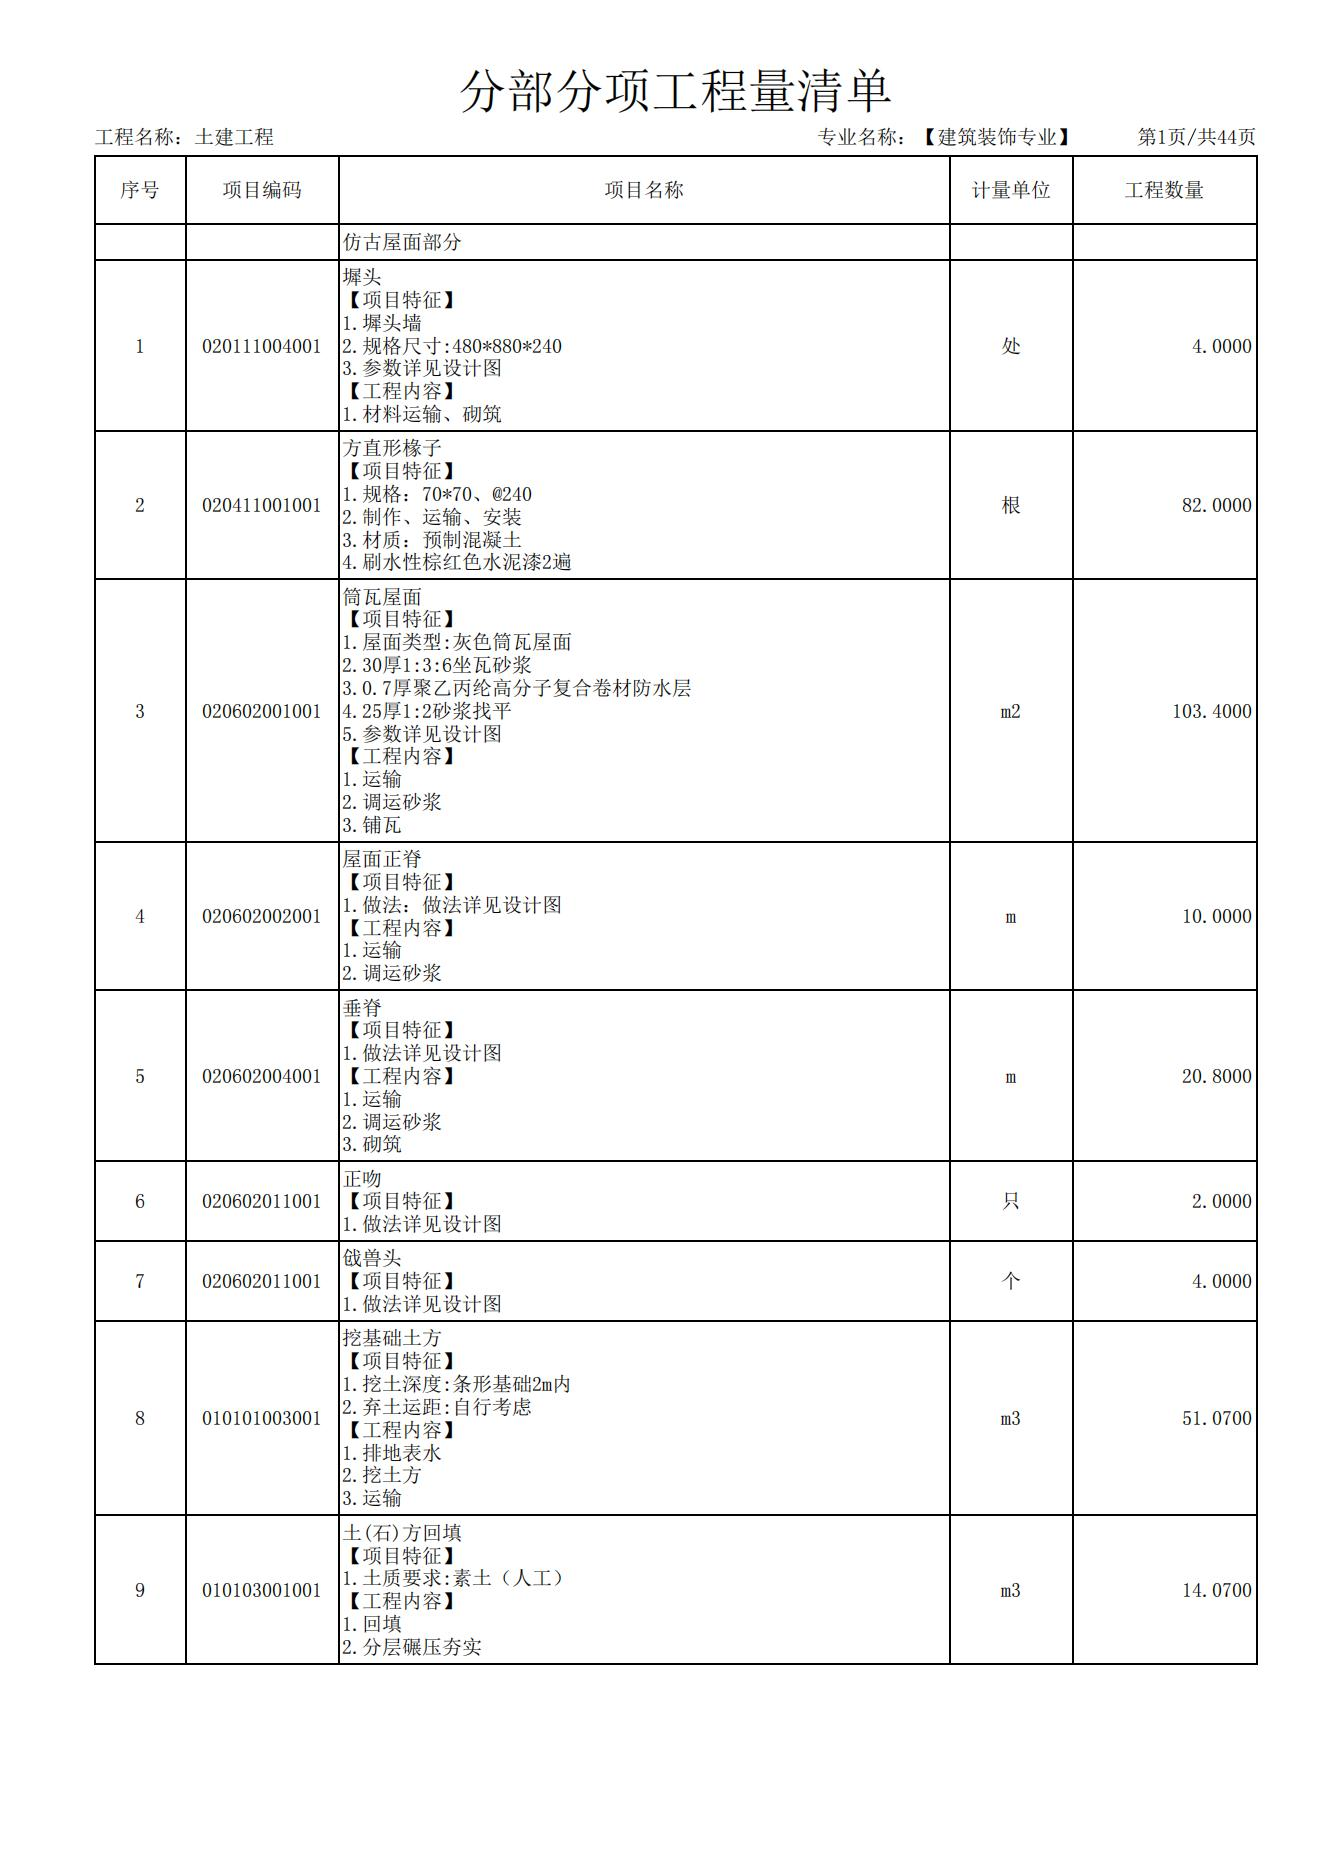 分部分项工程量清单
工程名称：土建工程 专业名称：【建筑装饰专业】 第1页/共44页
序号 项目编码 项目名称 计量单位 工程数量
仿古屋面部分
墀头
【项目特征】
1.墀头墙
1 020111004001 2.规格尺寸:480*880*240 处 4.0000
3.参数详见设计图
【工程内容】
1.材料运输、砌筑
方直形椽子
【项目特征】
1.规格：70*70、@240
2 020411001001 2.制作、运输、安装 根 82.0000
3.材质：预制混凝土
4.刷水性棕红色水泥漆2遍
筒瓦屋面
【项目特征】
1.屋面类型:灰色筒瓦屋面
2.30厚1:3:6坐瓦砂浆
3.0.7厚聚乙丙纶高分子复合卷材防水层
3 020602001001 4.25厚1:2砂浆找平 m2 103.4000
5.参数详见设计图
【工程内容】
1.运输
2.调运砂浆
3.铺瓦
屋面正脊
【项目特征】
1.做法：做法详见设计图
4 020602002001 【工程内容】 m 10.0000
1.运输
2.调运砂浆
垂脊
【项目特征】
1.做法详见设计图
5 020602004001 【工程内容】 m 20.8000
1.运输
2.调运砂浆
3.砌筑
正吻
6 020602011001 【项目特征】 只 2.0000
1.做法详见设计图
戗兽头
7 020602011001 【项目特征】 个 4.0000
1.做法详见设计图
挖基础土方
【项目特征】
1.挖土深度:条形基础2m内
2.弃土运距:自行考虑
8 010101003001 【工程内容】 m3 51.0700
1.排地表水
2.挖土方
3.运输
土(石)方回填
【项目特征】
1.土质要求:素土（人工）
9 010103001001 【工程内容】 m3 14.0700
1.回填
2.分层碾压夯实